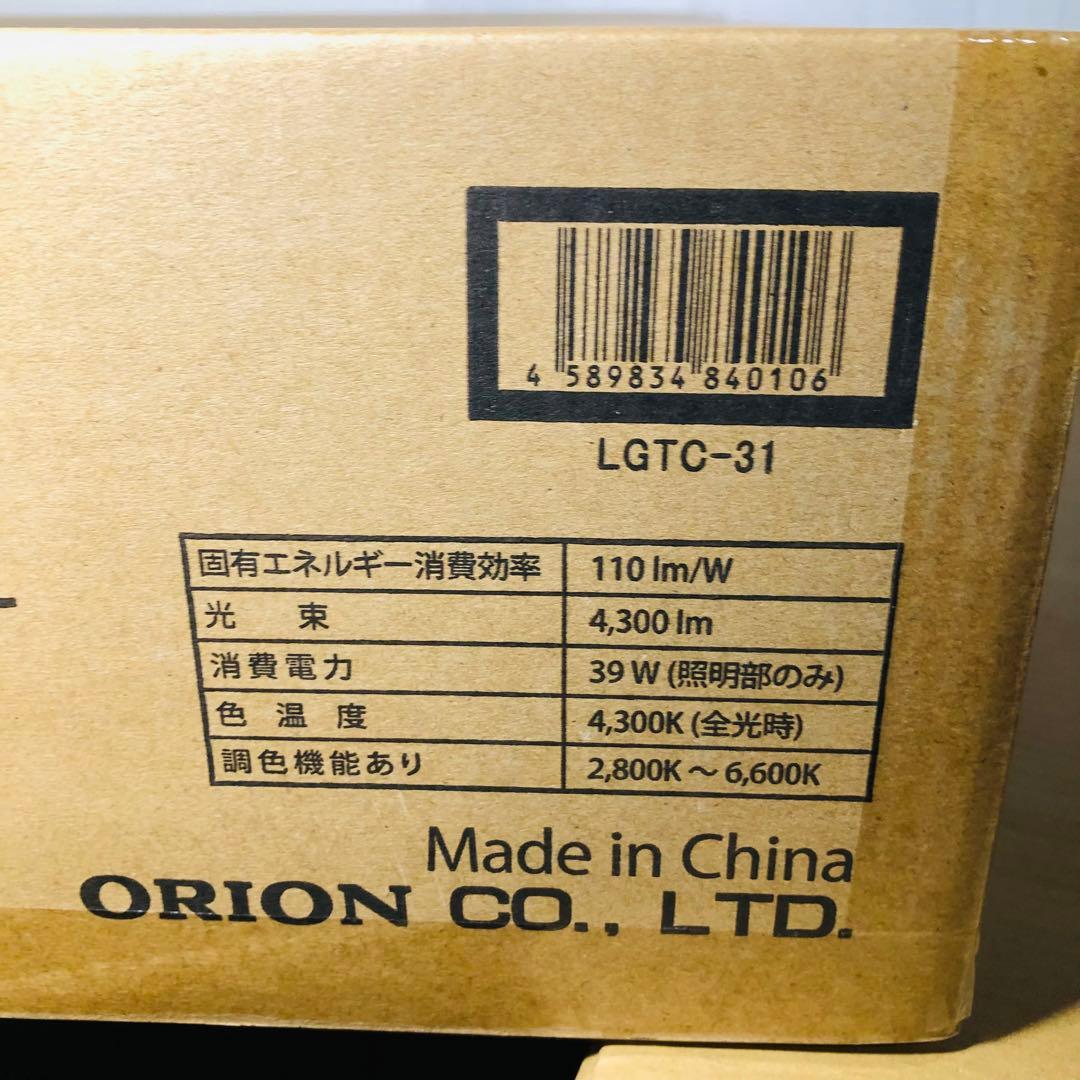 4 589834 840106
LGTC-31
固有エネルギー消費効率 110 lm/W
光 束 4,300 lm
消費電力 39 W (照明部のみ)
色 温 度 4,300K (全光時)
調色機能あり 2,800K ～ 6,600K
Made in China
ORION CO., LTD.